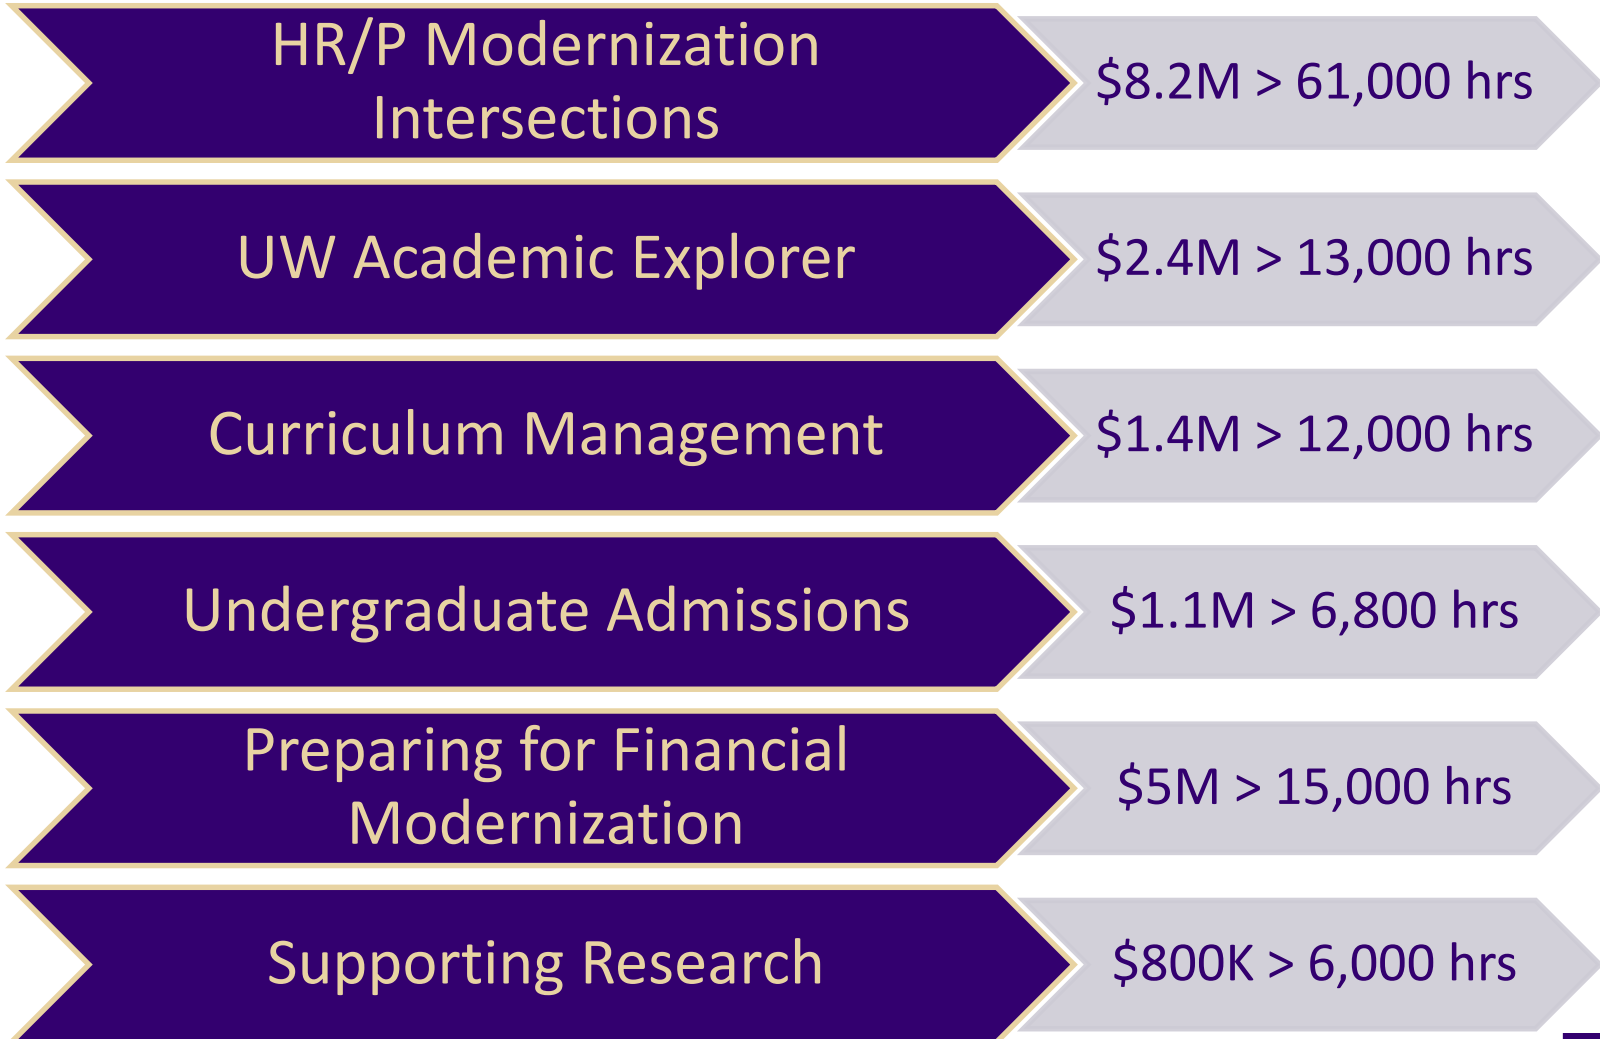 HR/P Modernization
Intersections
$8.2M > 61,000 hrs
UW Academic Explorer
$2.4M > 13,000 hrs
Curriculum Management
$1.4M > 12,000 hrs
Undergraduate Admissions
$1.1M > 6,800 hrs
Preparing for Financial
Modernization
$5M > 15,000 hrs
Supporting Research
$800K > 6,000 hrs